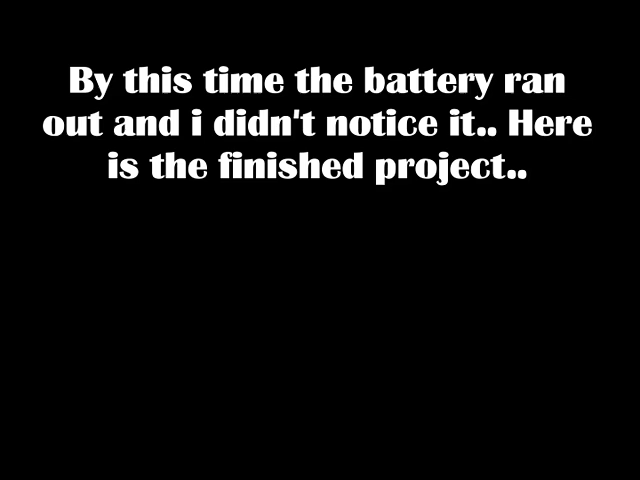 By this time the battery ran
out and i didn't notice it.. Here
is the finished project..